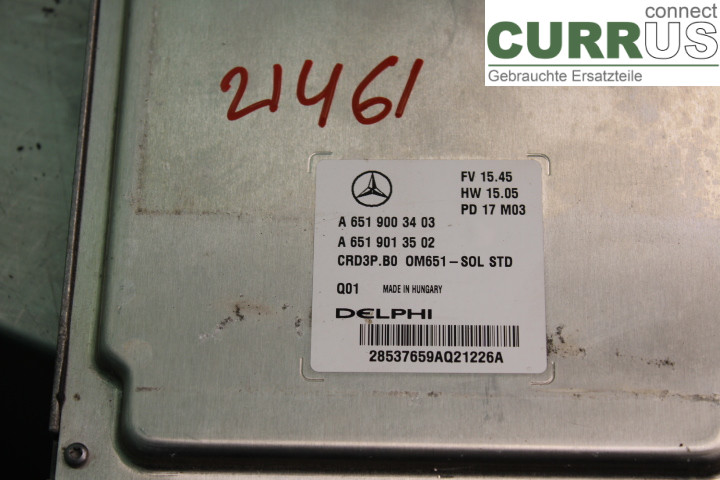 connect
CURRUS
Gebrauchte Ersatzteile
21461
FV 15.45
HW 15.05
PD 17 M03
A 651 900 34 03
A 651 901 35 02
CRD3P.B0 OM651-SOL STD
Q01 MADE IN HUNGARY
DELPHI
28537659AQ21226A